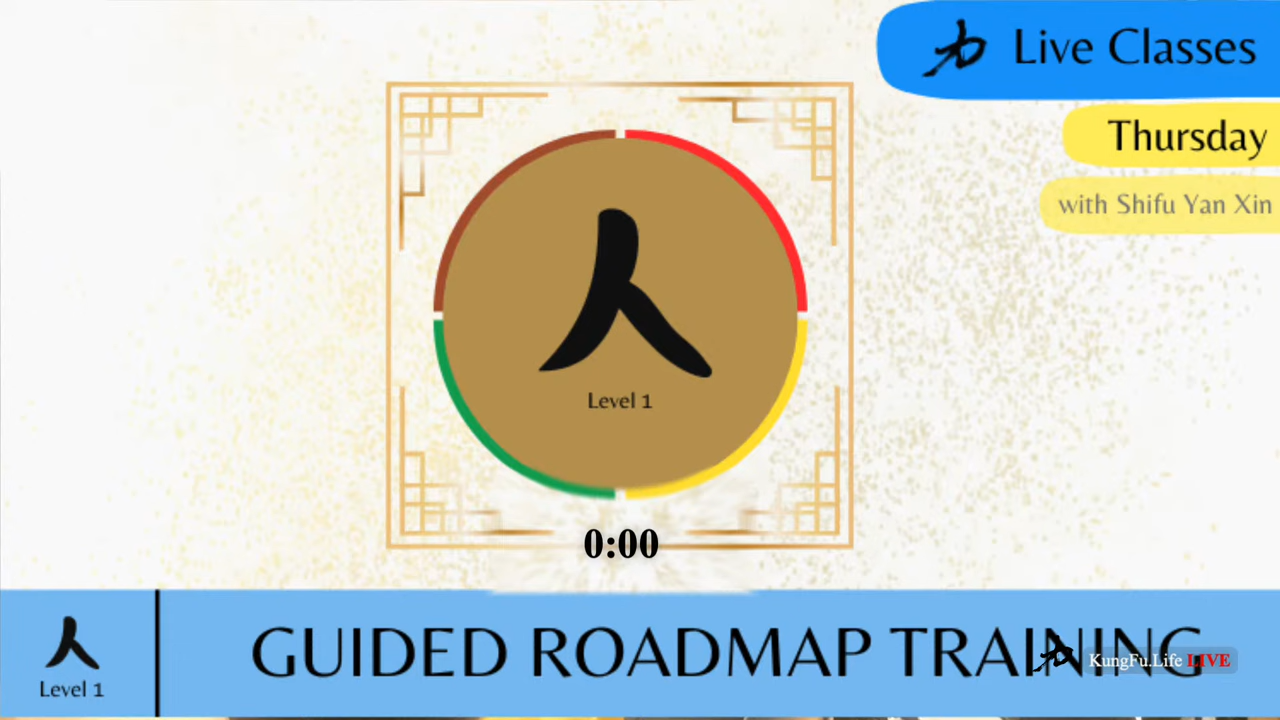 力 Live Classes
Thursday
with Shifu Yan Xin
人
Level 1
0:00
人
Level 1
GUIDED ROADMAP TRAINING
力 KungFu.Life LIVE